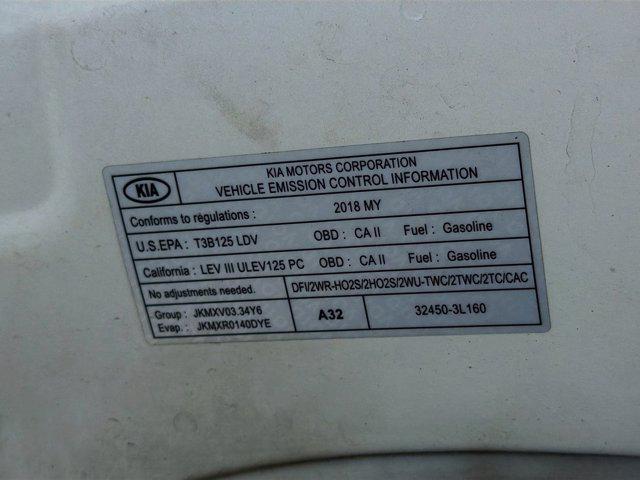 KIA
KIA MOTORS CORPORATION
VEHICLE EMISSION CONTROL INFORMATION
Conforms to regulations : 2018 MY
U.S.EPA : T3B125 LDV OBD : CA II Fuel : Gasoline
California : LEV III ULEV125 PC OBD : CA II Fuel : Gasoline
No adjustments needed. DFI/2WR-HO2S/2HO2S/2WU-TWC/2TWC/2TC/CAC
Group : JKMXV03.34Y6
Evap. : JKMXR0140DYE
A32 32450-3L160